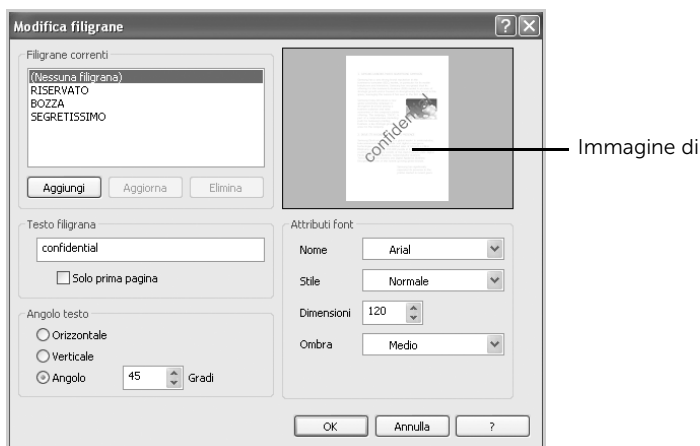 Modifica filigrane
Filigrane correnti
(Nessuna filigrana)
RISERVATO
BOZZA
SEGRETISSIMO
Aggiungi
Aggiorna
Elimina
confidential
Immagine di
Testo filigrana
confidential
Solo prima pagina
Angolo testo
Orizzontale
Verticale
Angolo 45 Gradi
Attributi font
Nome Arial
Stile Normale
Dimensioni 120
Ombra Medio
OK
Annulla
?